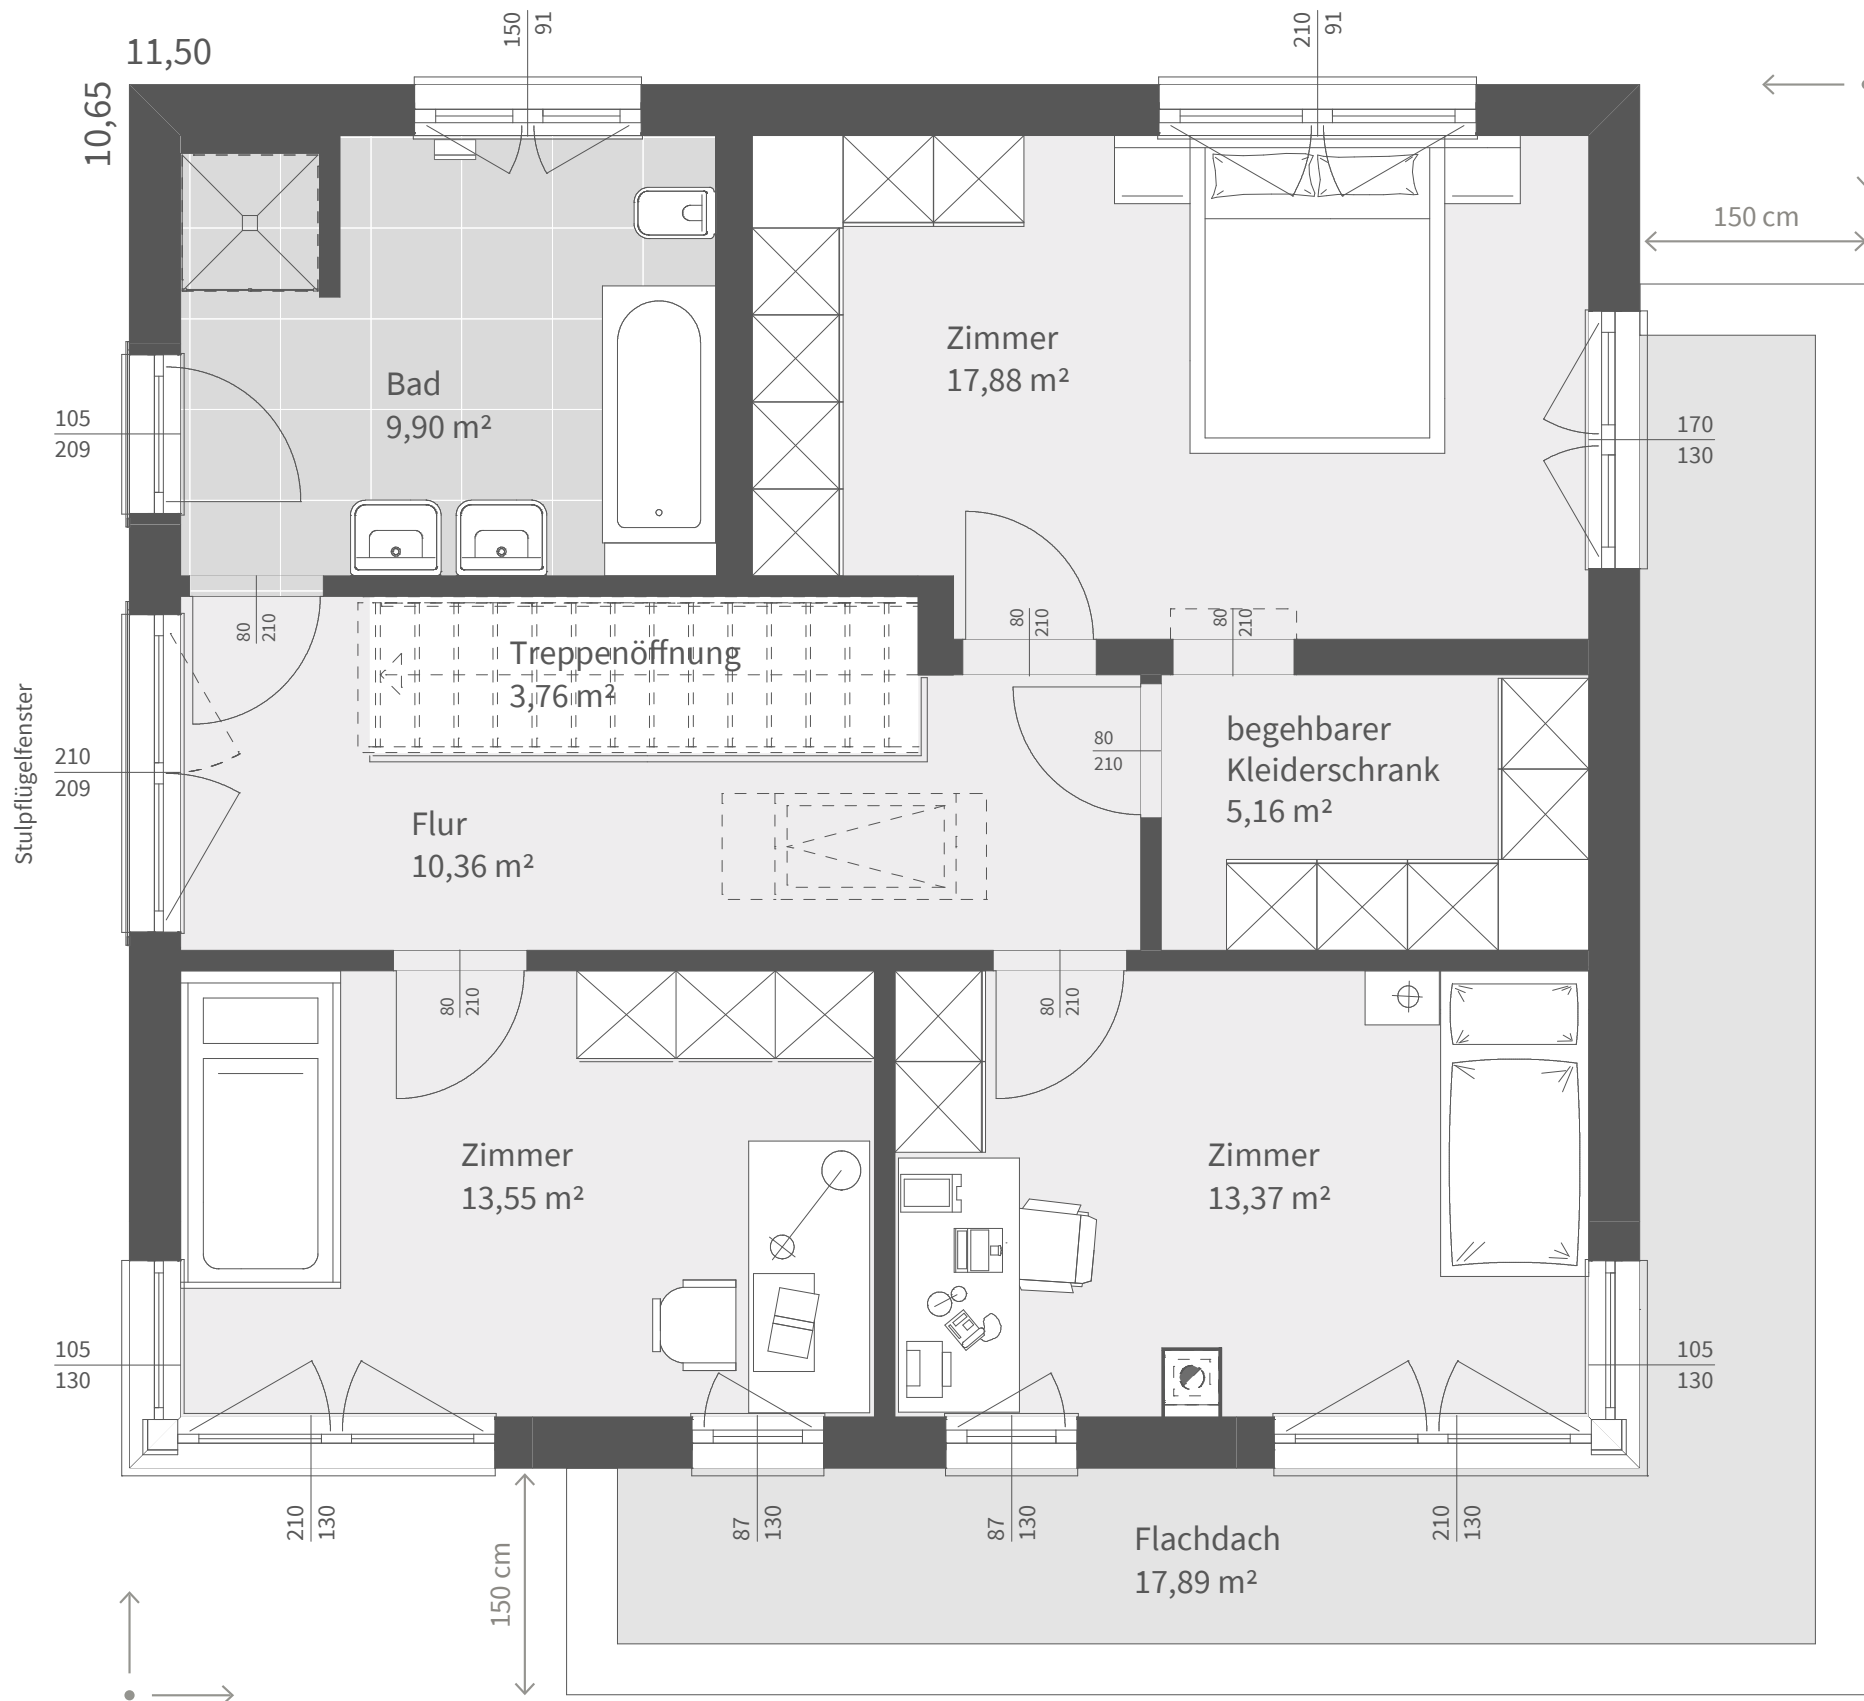 11,50
10,65
150
91
210
91
150 cm
Zimmer
17,88 m²
Bad
9,90 m²
105
209
170
130
80
210
80
210
80
210
Treppenöffnung
3,76 m²
Stulpflügelfenster
210
209
80
210
begehbarer
Kleiderschrank
5,16 m²
Flur
10,36 m²
80
210
80
210
Zimmer
13,55 m²
Zimmer
13,37 m²
105
130
105
130
210
130
87
130
87
130
210
130
150 cm
Flachdach
17,89 m²